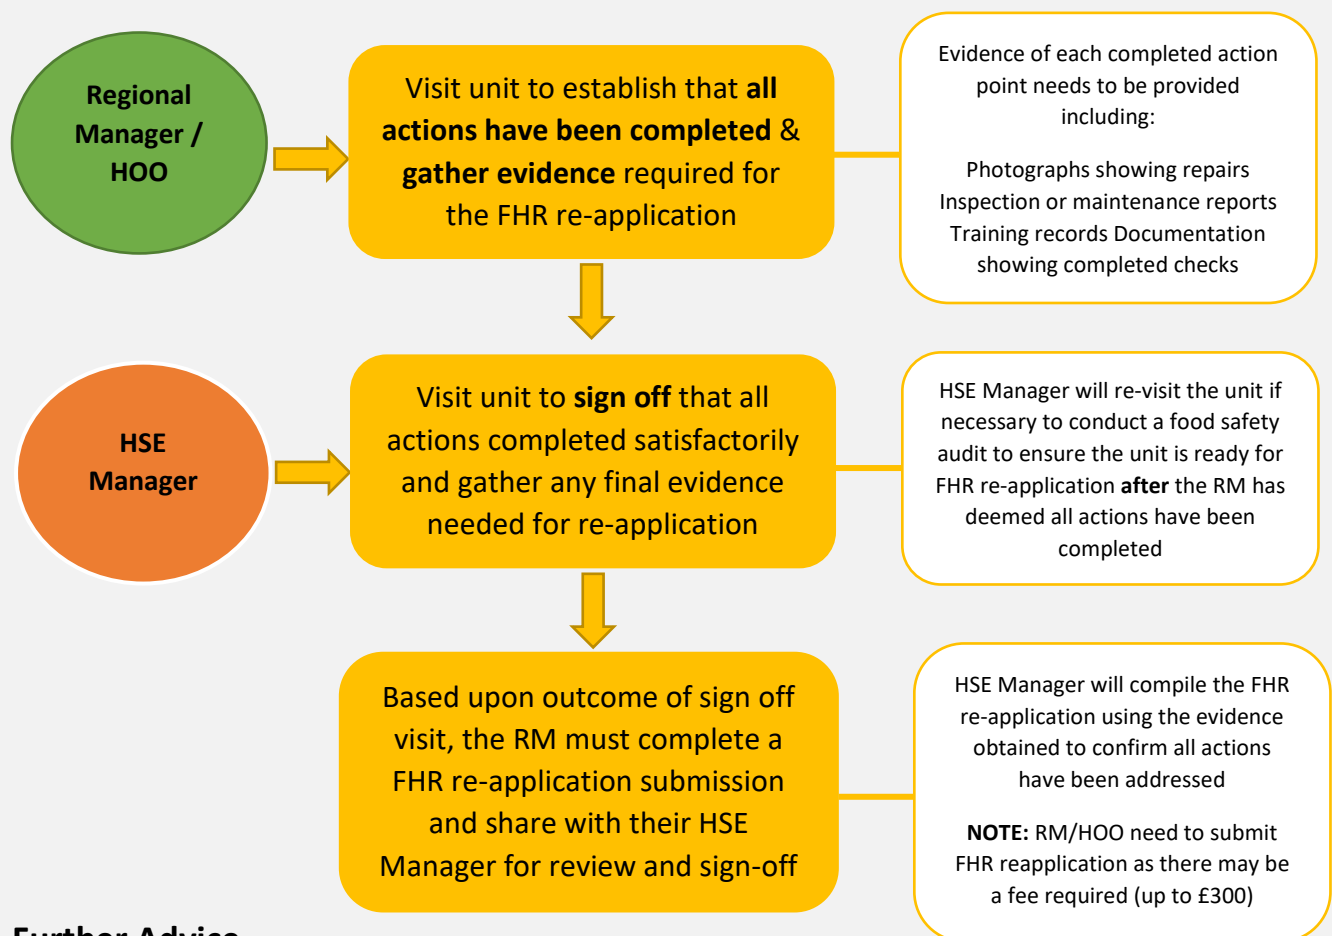 Regional
Manager /
HOO
Visit unit to establish that all
actions have been completed &
gather evidence required for
the FHR re-application
Evidence of each completed action
point needs to be provided
including:
Photographs showing repairs
Inspection or maintenance reports
Training records Documentation
showing completed checks
HSE
Manager
Visit unit to sign off that all
actions completed satisfactorily
and gather any final evidence
needed for re-application
HSE Manager will re-visit the unit if
necessary to conduct a food safety
audit to ensure the unit is ready for
FHR re-application after the RM has
deemed all actions have been
completed
Based upon outcome of sign off
visit, the RM must complete a
FHR re-application submission
and share with their HSE
Manager for review and sign-off
HSE Manager will compile the FHR
re-application using the evidence
obtained to confirm all actions
have been addressed
NOTE: RM/HOO need to submit
FHR reapplication as there may be
a fee required (up to £300)
Further Advice